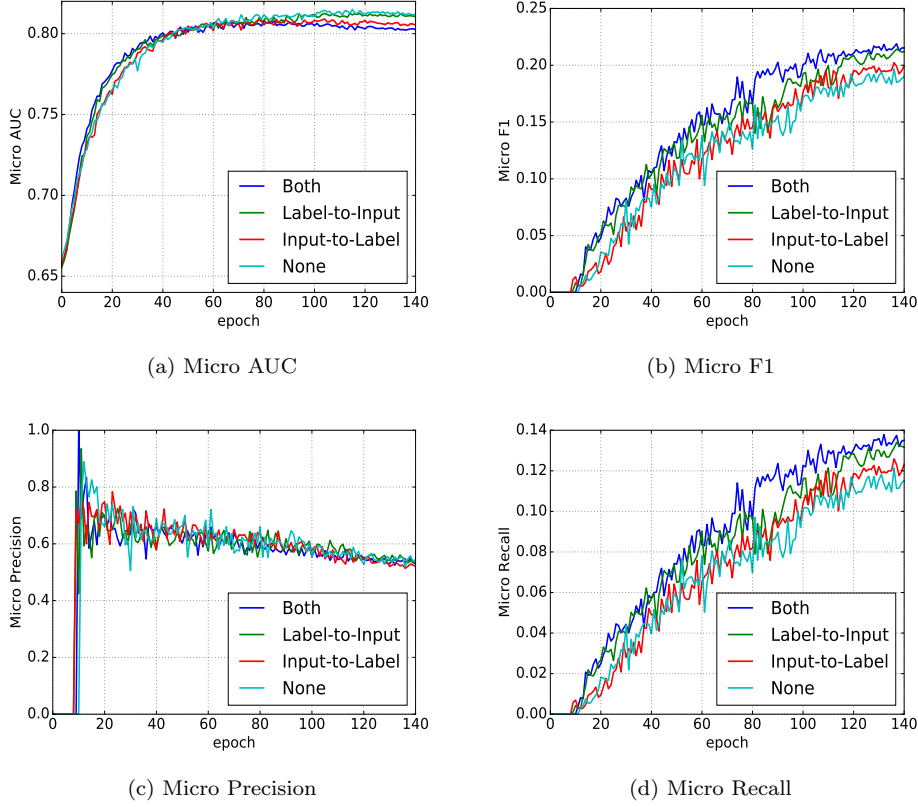 0.80
0.75
0.70
0.65
Micro AUC
Both
Label-to-Input
Input-to-Label
None
0 20 40 60 80 100 120 140
epoch
(a) Micro AUC
0.25
0.20
0.15
0.10
0.05
0.00
Micro F1
Both
Label-to-Input
Input-to-Label
None
0 20 40 60 80 100 120 140
epoch
(b) Micro F1
1.0
0.8
0.6
0.4
0.2
0.0
Micro Precision
Both
Label-to-Input
Input-to-Label
None
0 20 40 60 80 100 120 140
epoch
(c) Micro Precision
0.14
0.12
0.10
0.08
0.06
0.04
0.02
0.00
Micro Recall
Both
Label-to-Input
Input-to-Label
None
0 20 40 60 80 100 120 140
epoch
(d) Micro Recall